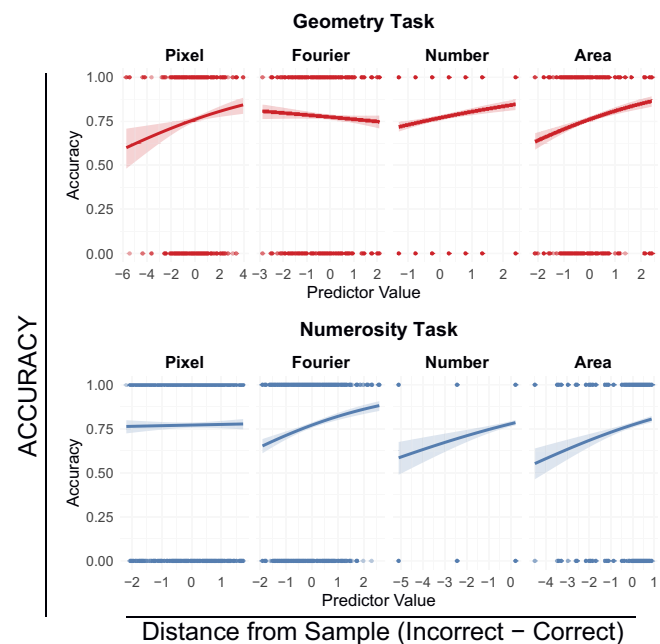 Geometry Task
Pixel Fourier Number Area
1.00
0.75
0.50
0.25
0.00
Accuracy
−6 −4 −2 0 2 4 −3 −2 −1 0 1 2 −1 0 1 2 −2 −1 0 1 2
Predictor Value
ACCURACY
Numerosity Task
Pixel Fourier Number Area
1.00
0.75
0.50
0.25
0.00
Accuracy
−2 −1 0 1 −2 −1 0 1 2 −5 −4 −3 −2 −1 0 −4 −3 −2 −1 0 1
Predictor Value
Distance from Sample (Incorrect − Correct)